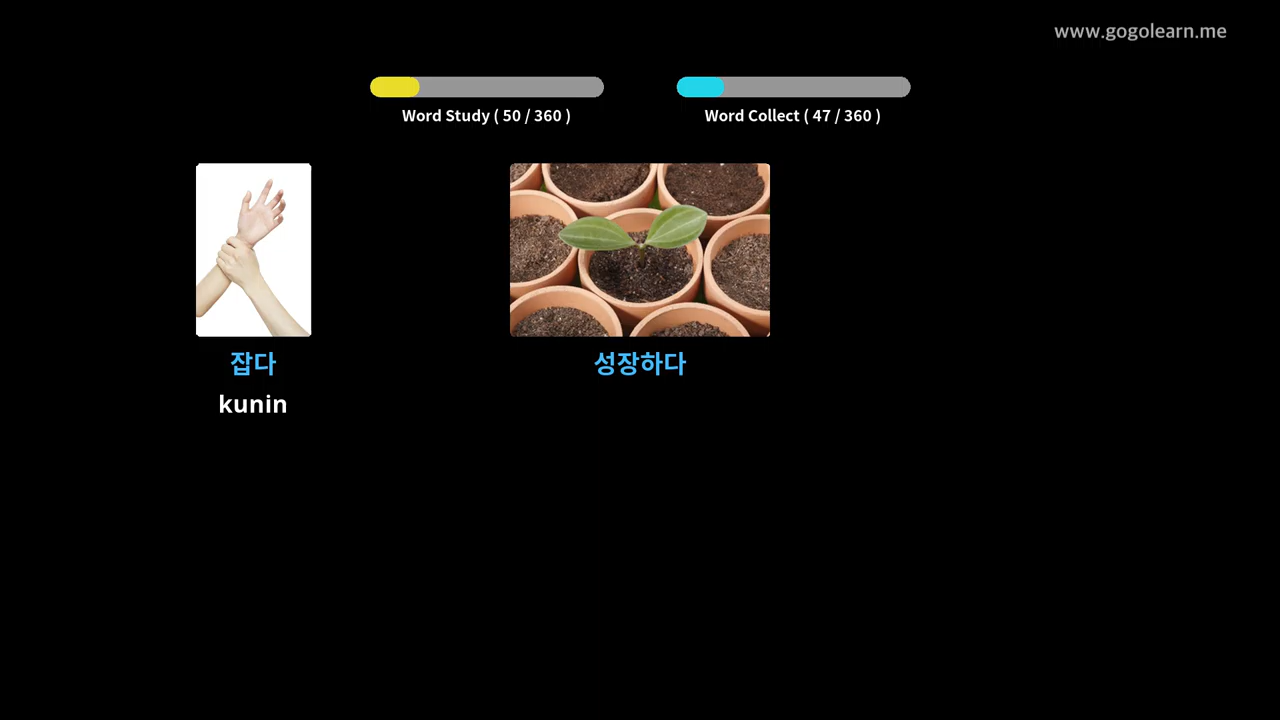 www.gogolearn.me
Word Study ( 50 / 360 )
Word Collect ( 47 / 360 )
잡다
성장하다
kunin